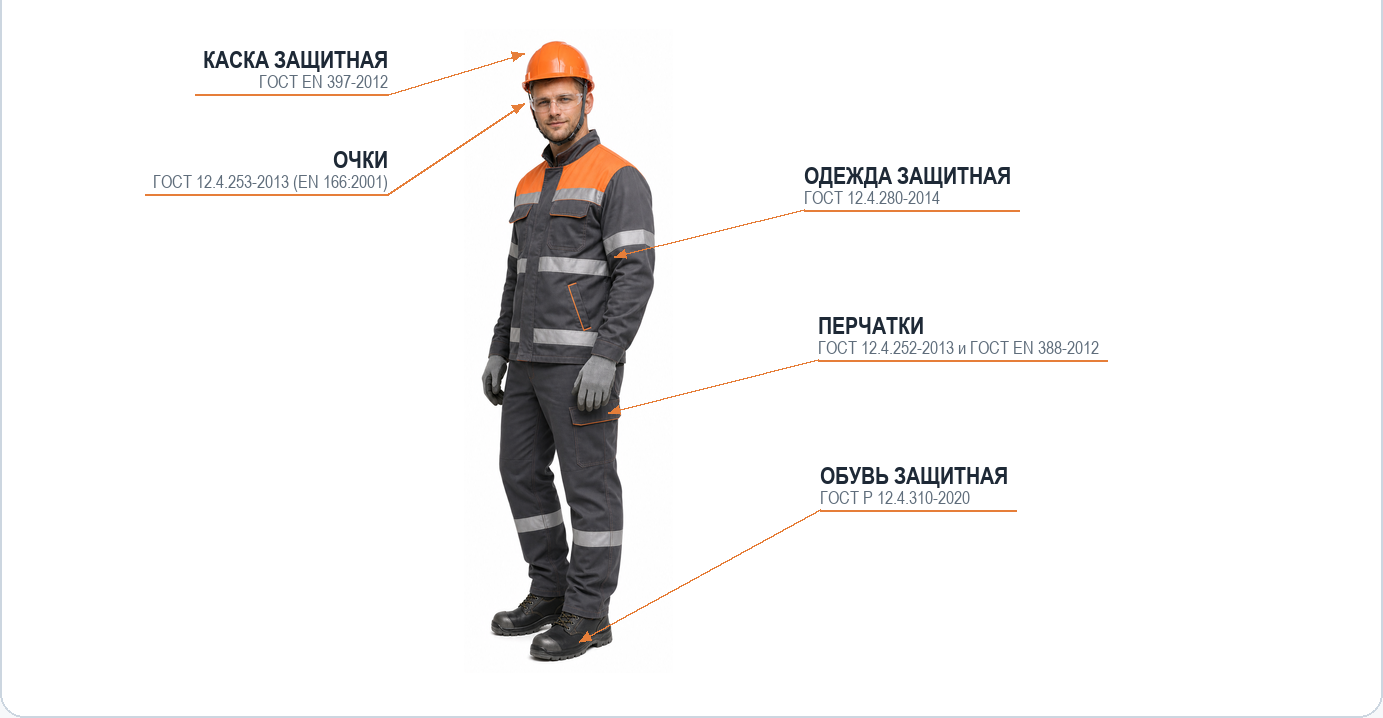 КАСКА ЗАЩИТНАЯ
ГОСТ EN 397-2012
ОЧКИ
ГОСТ 12.4.253-2013 (EN 166:2001)
ОДЕЖДА ЗАЩИТНАЯ
ГОСТ 12.4.280-2014
ПЕРЧАТКИ
ГОСТ 12.4.252-2013 и ГОСТ EN 388-2012
ОБУВЬ ЗАЩИТНАЯ
ГОСТ Р 12.4.310-2020